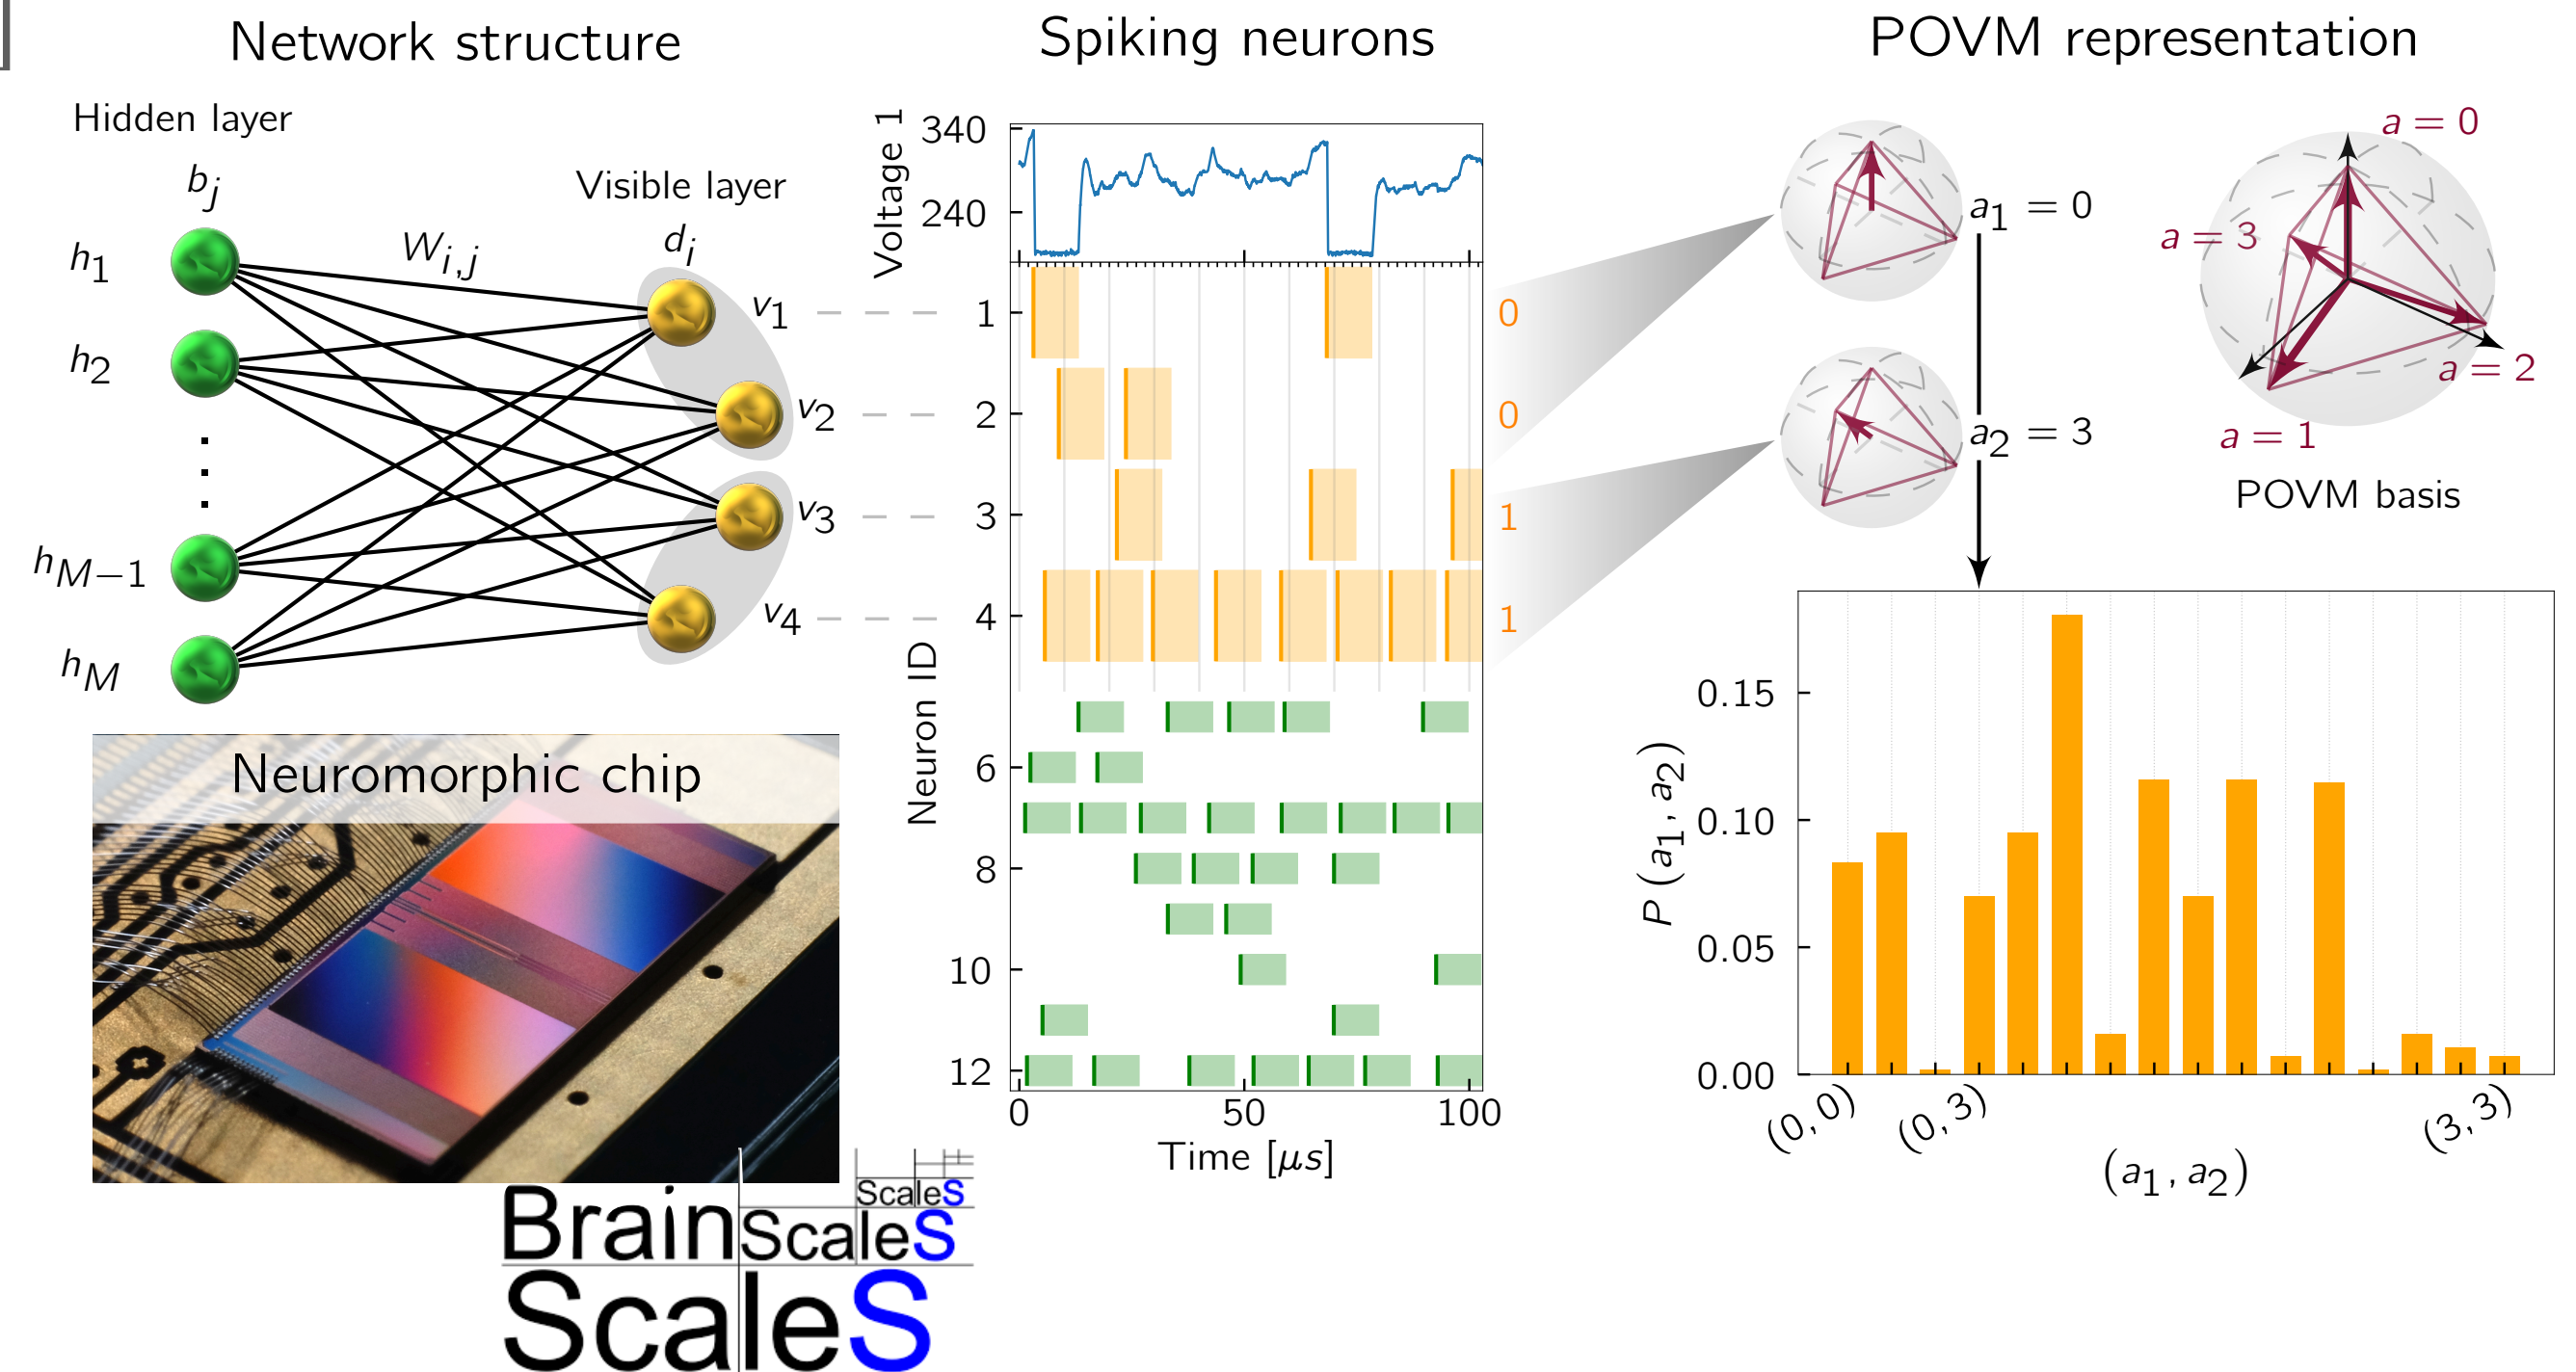 Network structure
Hidden layer
b_j
Visible layer
W_{i,j}
d_i
h_1
h_2
h_{M−1}
h_M
v_1
v_2
v_3
v_4
Neuromorphic chip
BrainScaleS
ScaleS
ScaleS
Spiking neurons
Voltage 1
340
240
Neuron ID
1
2
3
4
6
8
10
12
0
50
100
Time [μs]
0
0
1
1
POVM representation
a_1 = 0
a_2 = 3
a = 0
a = 3
a = 2
a = 1
POVM basis
P (a_1, a_2)
0.15
0.10
0.05
0.00
(0, 0)
(0, 3)
(3, 3)
(a_1, a_2)